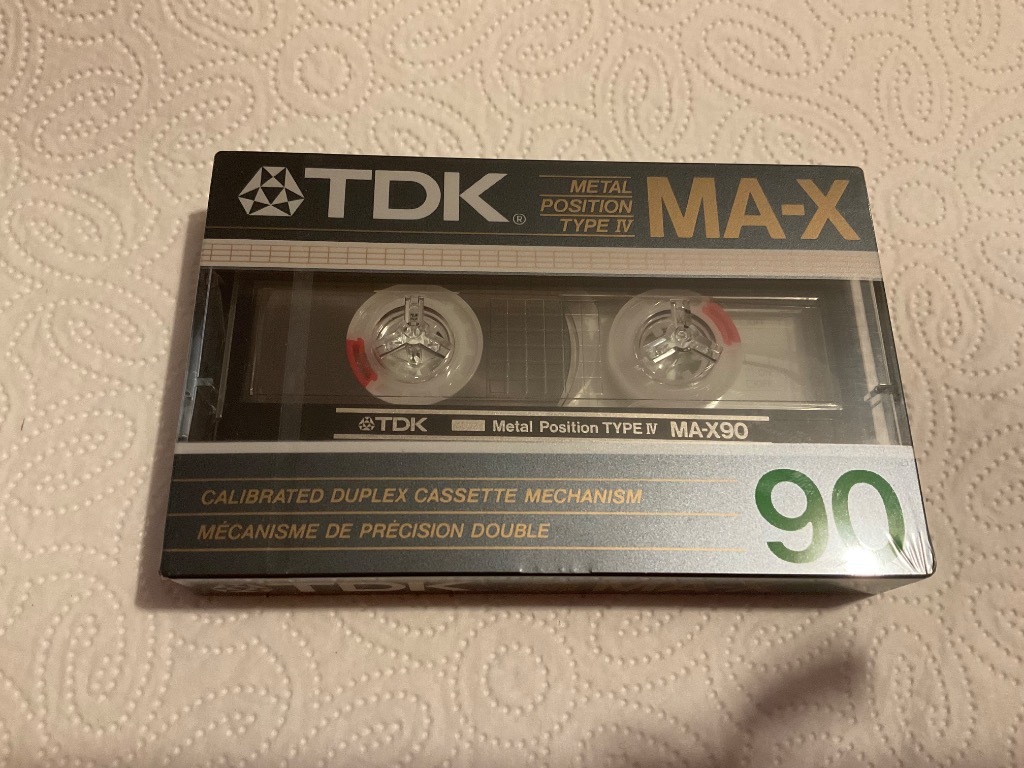 TDK®
METAL
POSITION
TYPE IV
MA-X
TDK Metal Position TYPE IV MA-X90
CALIBRATED DUPLEX CASSETTE MECHANISM
MÉCANISME DE PRÉCISION DOUBLE
90
TDK